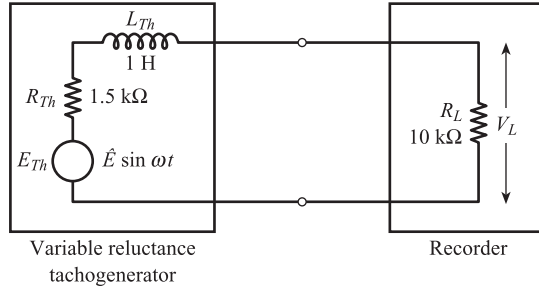 L_Th
1 H
R_Th 1.5 kΩ
E_Th Ê sin ωt
R_L
10 kΩ
V_L
Variable reluctance
tachogenerator
Recorder